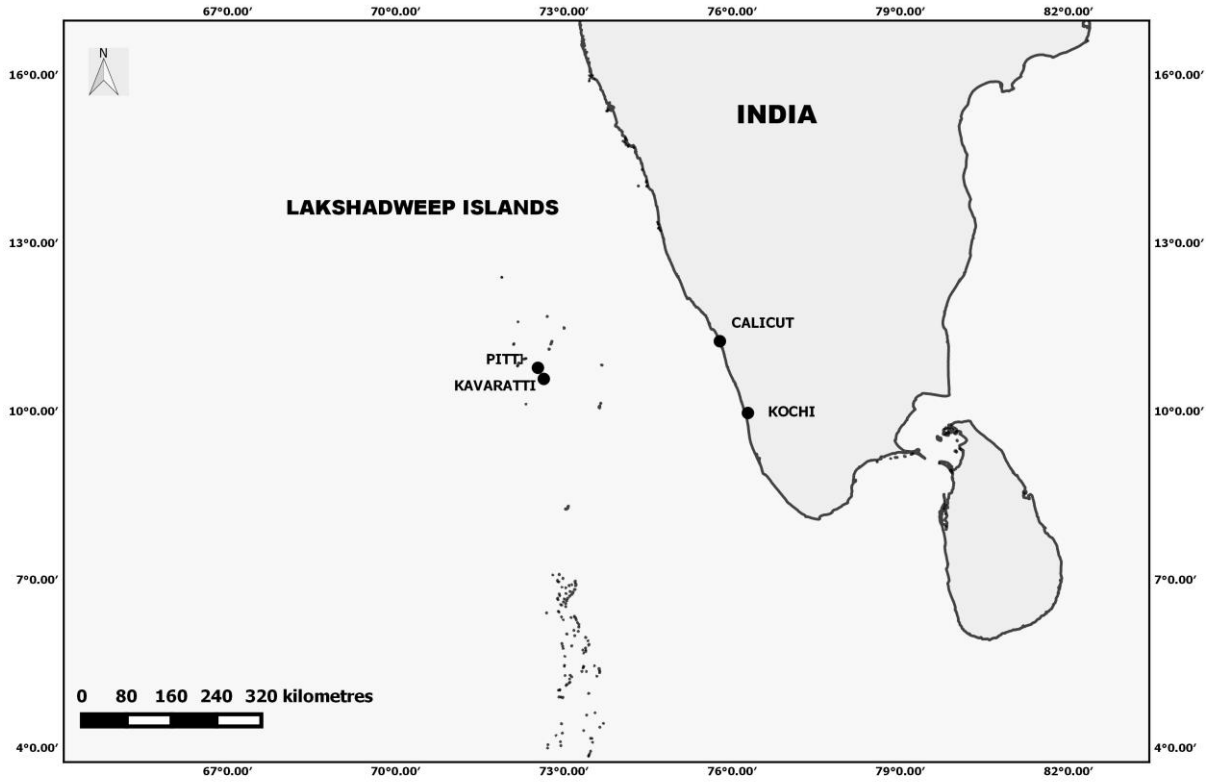 67°0.00′ 70°0.00′ 73°0.00′ 76°0.00′ 79°0.00′ 82°0.00′
N
16°0.00′ 16°0.00′
INDIA
LAKSHADWEEP ISLANDS
13°0.00′ 13°0.00′
CALICUT
PITTI
KAVARATTI
10°0.00′ KOCHI 10°0.00′
7°0.00′ 7°0.00′
0 80 160 240 320 kilometres
4°0.00′ 4°0.00′
67°0.00′ 70°0.00′ 73°0.00′ 76°0.00′ 79°0.00′ 82°0.00′